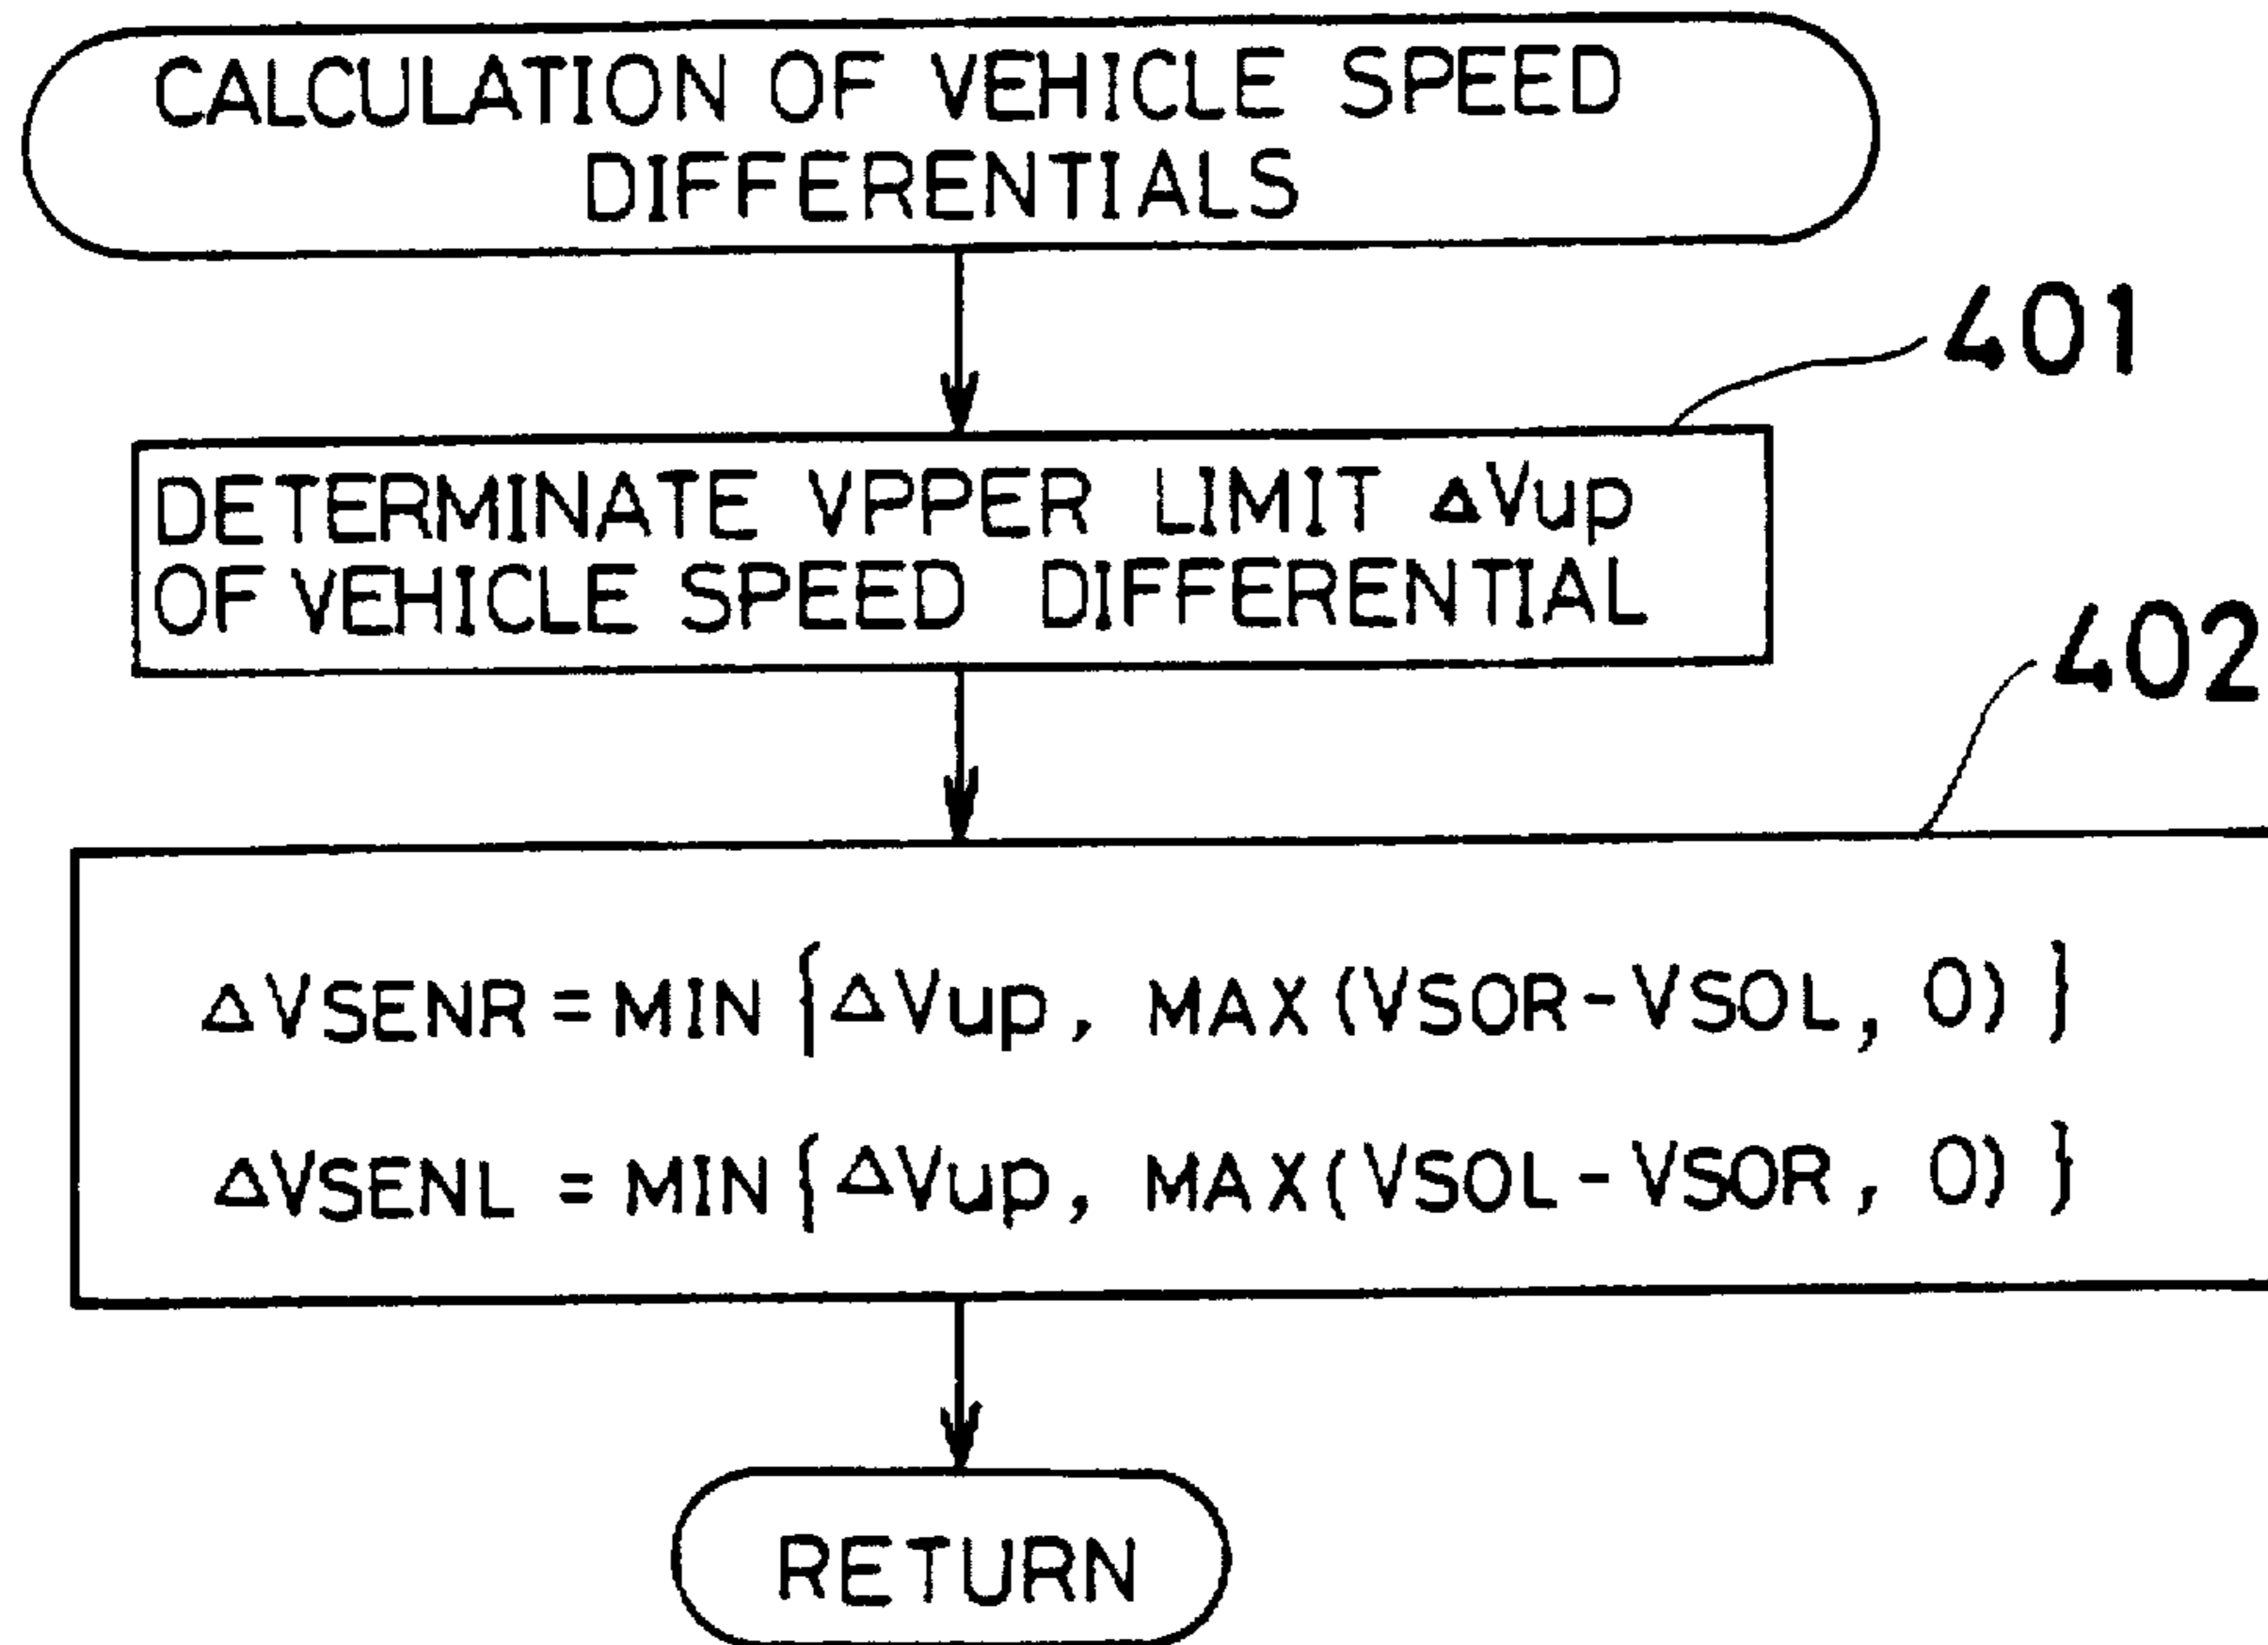 CALCULATION OF VEHICLE SPEED
DIFFERENTIALS
401
DETERMINATE VPPER LIMIT ΔVup
OF VEHICLE SPEED DIFFERENTIAL
402
ΔVSENR = MIN {ΔVup, MAX (VSOR - VSOL, 0) }
ΔVSENL = MIN {ΔVup, MAX (VSOL - VSOR, 0) }
RETURN